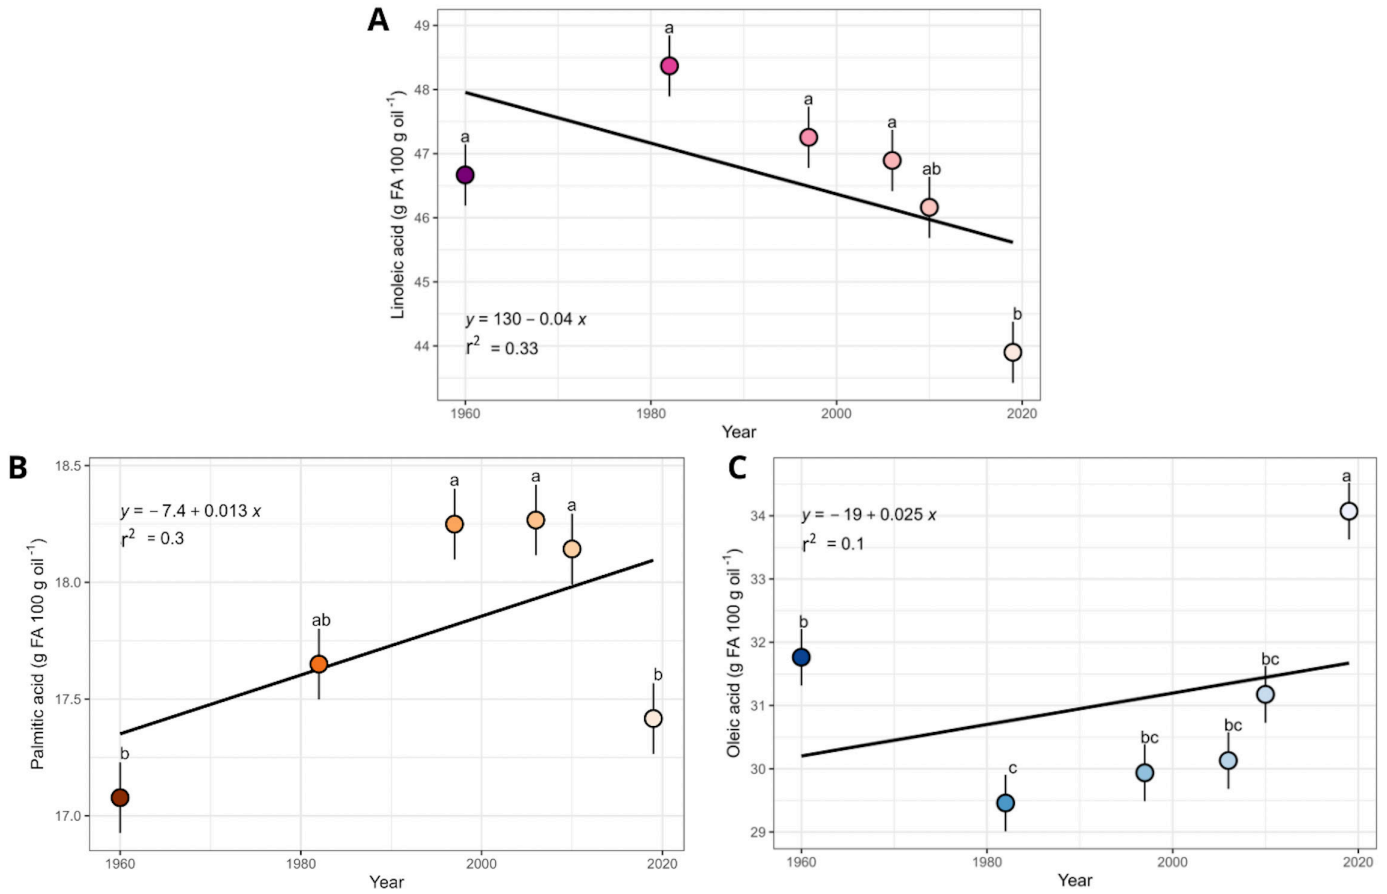 A
49
48
47
46
45
44
Linoleic acid (g FA 100 g oil⁻¹)
a
a
a
a
ab
b
y = 130 − 0.04 x
r² = 0.33
1960
1980
2000
2020
Year
B
18.5
18.0
17.5
17.0
Palmitic acid (g FA 100 g oil⁻¹)
y = − 7.4 + 0.013 x
r² = 0.3
b
ab
a
a
a
b
1960
1980
2000
2020
Year
C
34
33
32
31
30
29
Oleic acid (g FA 100 g oil⁻¹)
y = − 19 + 0.025 x
r² = 0.1
b
c
bc
bc
bc
a
1960
1980
2000
2020
Year